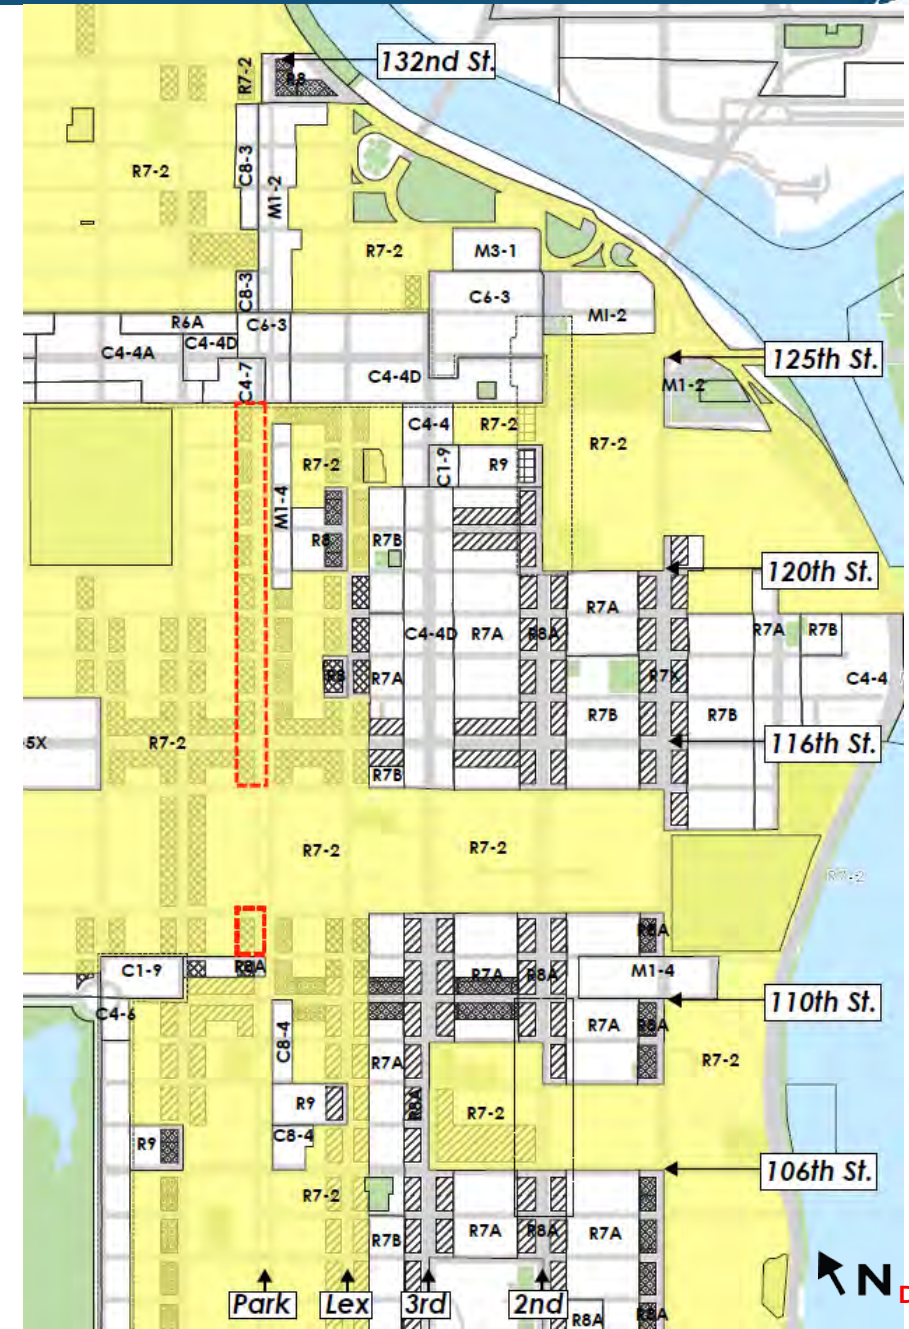 132nd St.
R7-2
R8
R7-2
C8-3
M1-2
R7-2
M3-1
C8-3
C6-3
MI-2
R6A
C6-3
C4-4A
C4-4D
C4-7
C4-4D
125th St.
M1-2
C4-4
R7-2
R7-2
R7-2
C1-9
R9
M1-4
R8
R7B
120th St.
R7A
C4-4D
R7A
R8A
R7A
R7B
R8
R7A
R7X
C4-4
5X
R7-2
R7B
R7B
116th St.
R7B
R7-2
R7-2
R7-2
R8A
C1-9
R8A
R7A
R8A
M1-4
110th St.
C4-6
C8-4
R7A
R8A
R7A
R7-2
R9
R8A
R7-2
C8-4
R9
106th St.
R7-2
R7B
R7A
R8A
R7A
Park
Lex
3rd
2nd
R8A
R8A
N
D